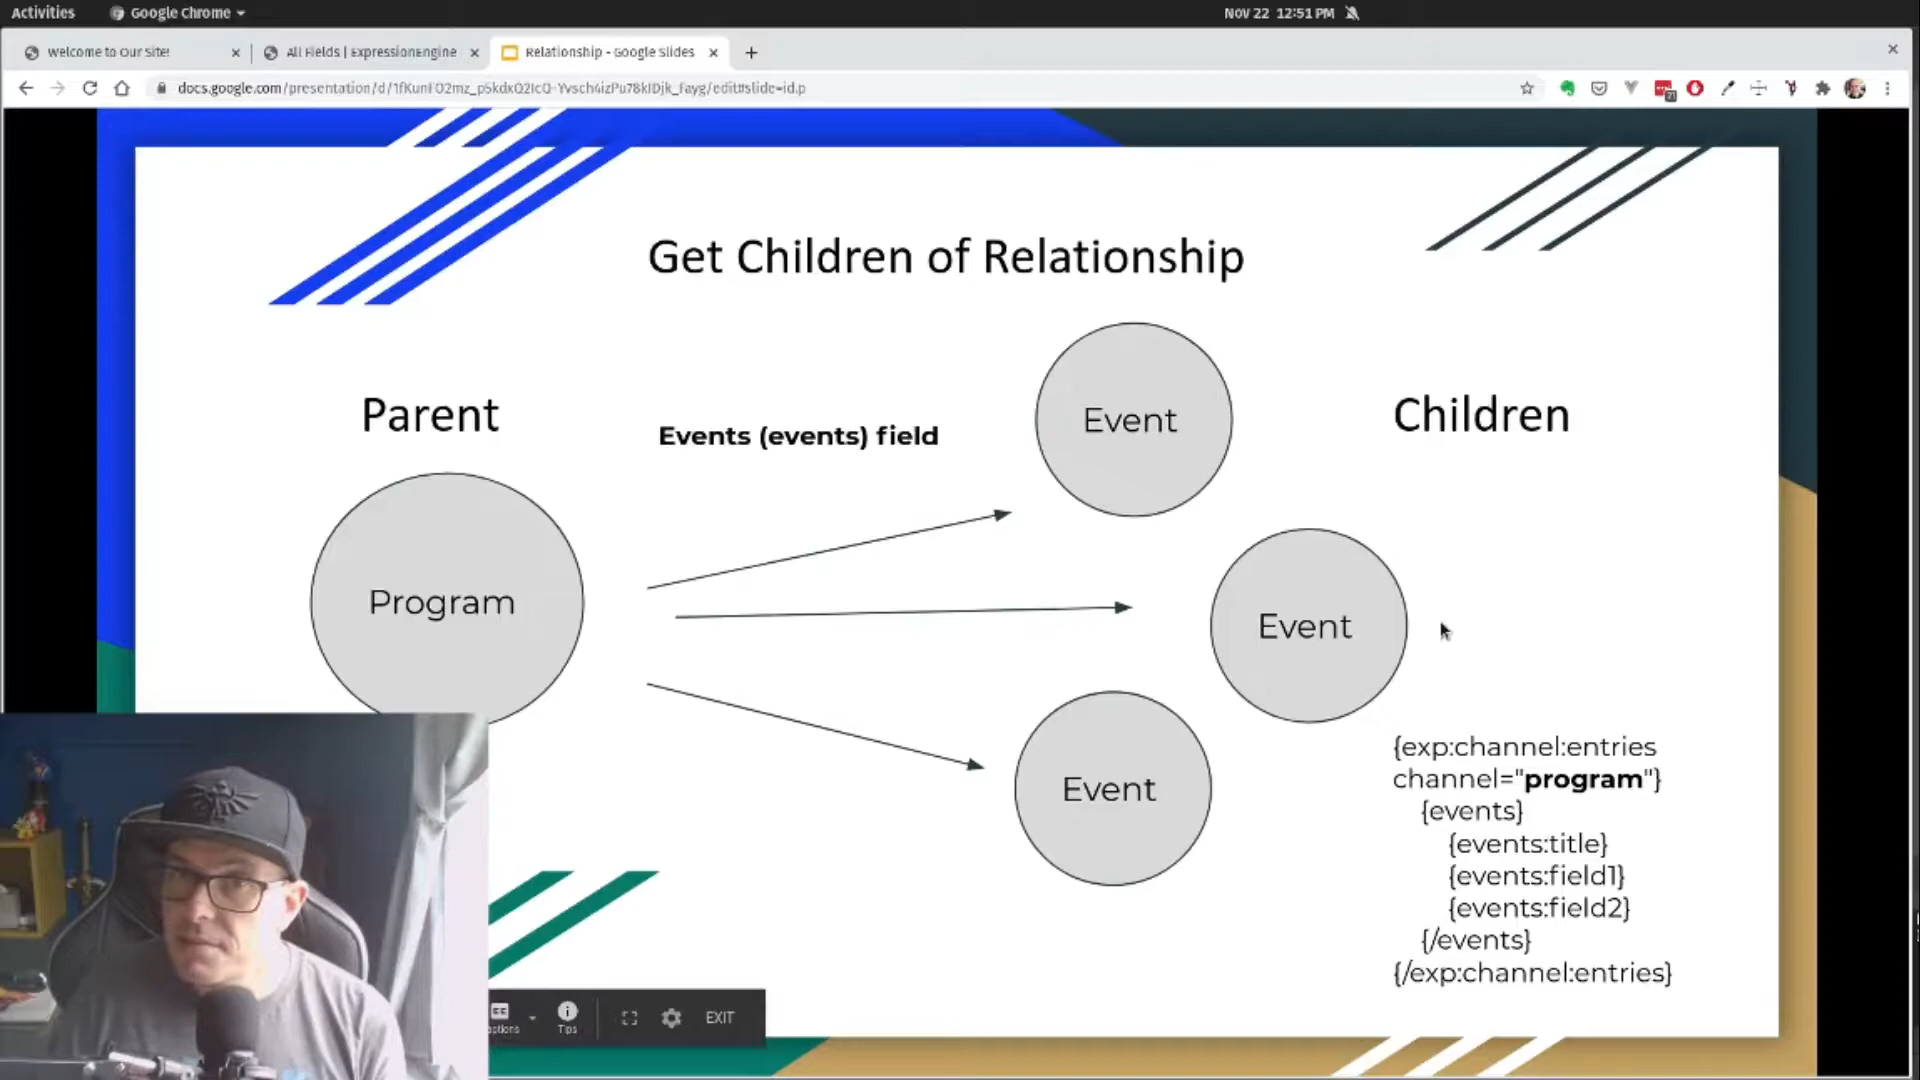 Activities
Google Chrome
Nov 22 12:51 PM
Welcome to Our Site!
All Fields | ExpressionEngine
Relationship - Google Slides
Get Children of Relationship
Parent
Events (events) field
Event
Children
Program
Event
Event
{exp:channel:entries
channel="program"}
{events}
{events:title}
{events:field1}
{events:field2}
{/events}
{/exp:channel:entries}
Tips
EXIT